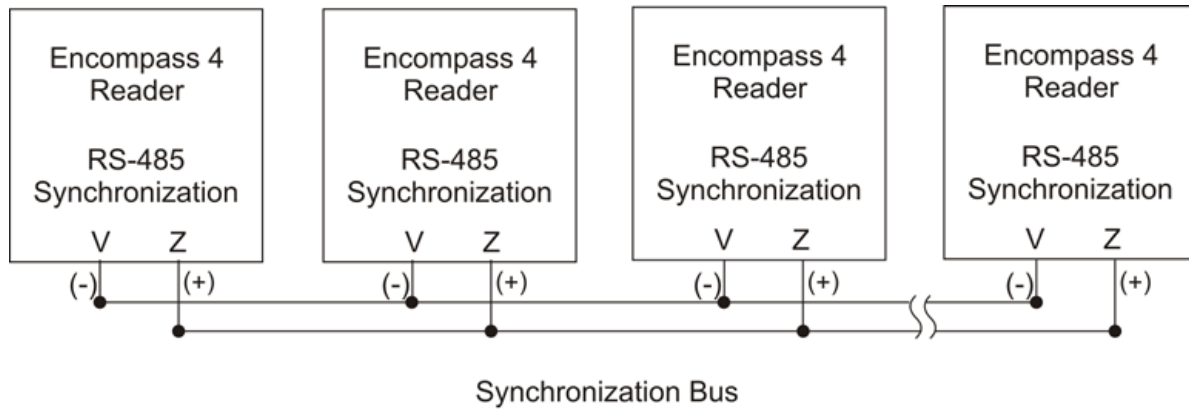 Encompass 4
Reader
RS-485
Synchronization
V Z
(-) (+)
Encompass 4
Reader
RS-485
Synchronization
V Z
(-) (+)
Encompass 4
Reader
RS-485
Synchronization
V Z
(-) (+)
Encompass 4
Reader
RS-485
Synchronization
V Z
(-) (+)
Synchronization Bus